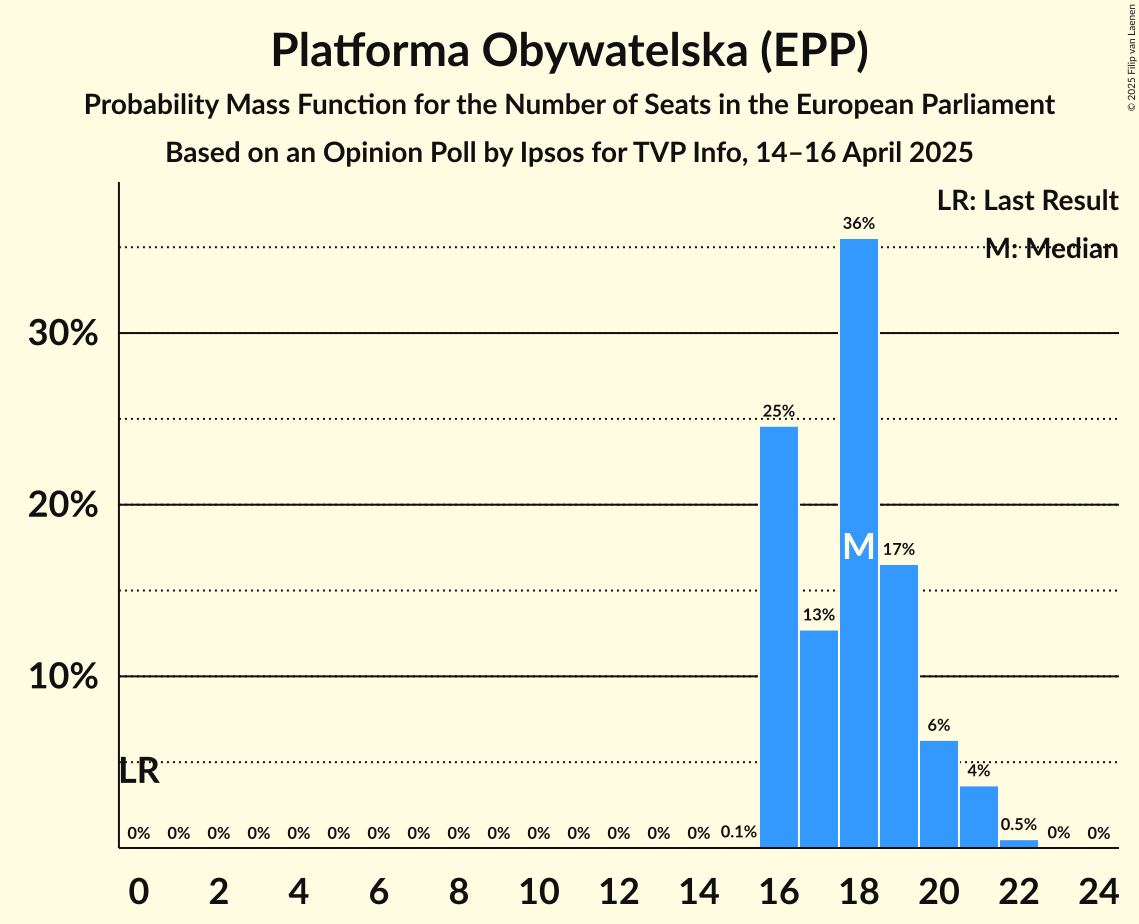 Platforma Obywatelska (EPP)
Probability Mass Function for the Number of Seats in the European Parliament
Based on an Opinion Poll by Ipsos for TVP Info, 14–16 April 2025
© 2025 Filip van Laenen
LR: Last Result
M: Median
36%
30%
25%
20%
M
17%
13%
10%
6%
LR
4%
0% 0% 0% 0% 0% 0% 0% 0% 0% 0% 0% 0% 0% 0% 0% 0.1% 0.5% 0% 0%
0 2 4 6 8 10 12 14 16 18 20 22 24